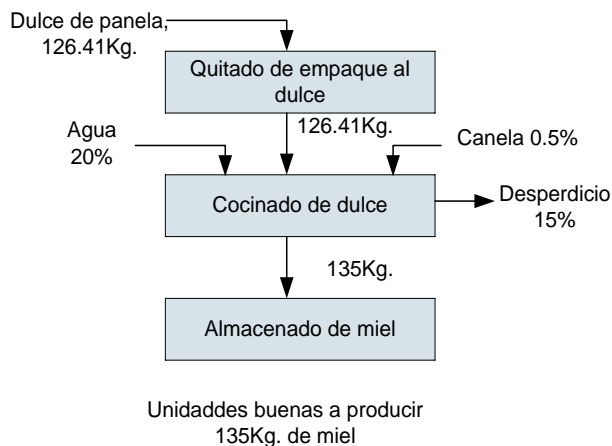 Dulce de panela,
126.41Kg.
Quitado de empaque al
dulce
126.41Kg.
Agua
20%
Canela 0.5%
Cocinado de dulce
Desperdicio
15%
135Kg.
Almacenado de miel
Unidaddes buenas a producir
135Kg. de miel